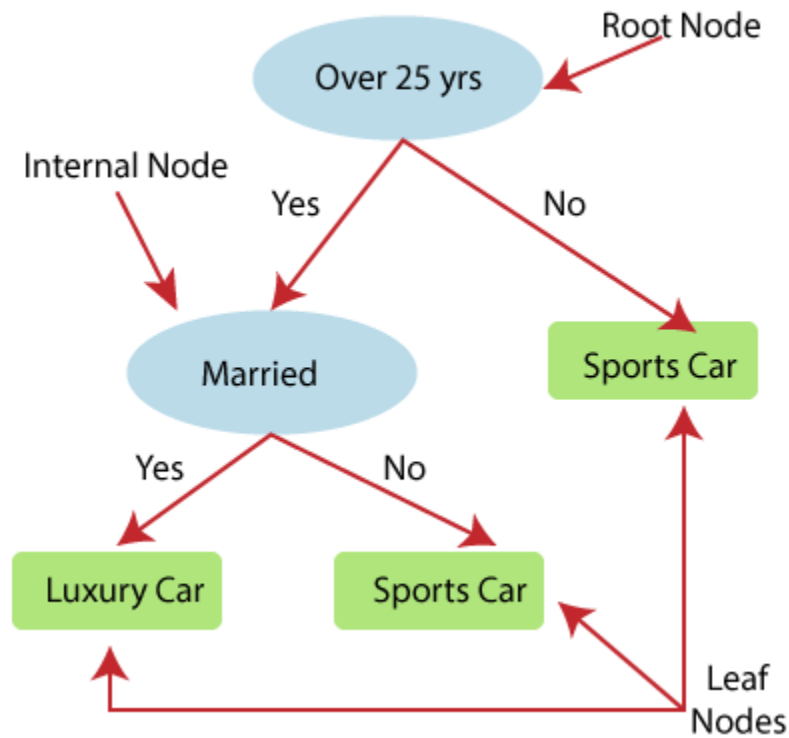 Root Node
Over 25 yrs
Internal Node
Yes
No
Married
Sports Car
Yes
No
Luxury Car
Sports Car
Leaf
Nodes